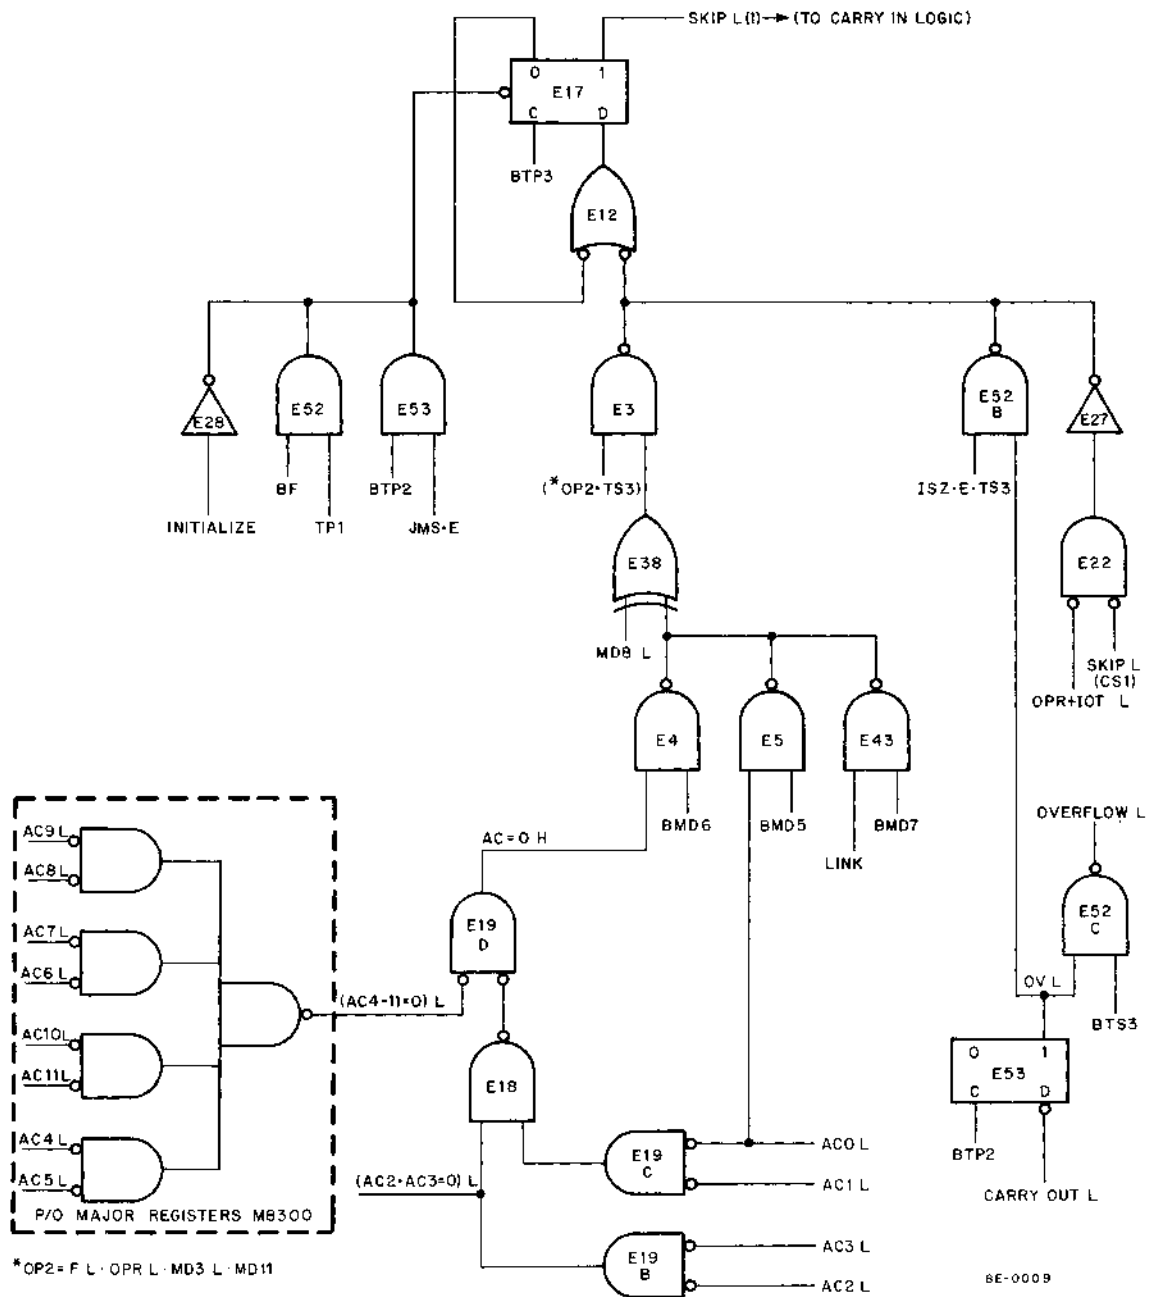 SKIP L(1)→(TO CARRY IN LOGIC)
0 1
E17
C D
BTP3
E12
E28
E52
E53
E3
E52
B
E27
BF
BTP2
(*OP2·TS3)
ISZ·E·TS3
INITIALIZE
TP1
JMS·E
E38
E22
MD8 L
SKIP L
(CS1)
OPR+IOT L
E4
E5
E43
BMD6
BMD5
BMD7
LINK
OVERFLOW L
AC9 L
AC8 L
AC=0 H
E19
D
E52
C
AC7 L
AC6 L
(AC4-11=0) L
OV L
BTS3
AC10L
AC11L
E18
0 1
E53
C D
AC4 L
AC5 L
(AC2·AC3=0) L
E19
C
AC0 L
AC1 L
BTP2
CARRY OUT L
P/O MAJOR REGISTERS M8300
E19
B
AC3 L
AC2 L
*OP2= F L · OPR L · MD3 L · MD11
8E-0009